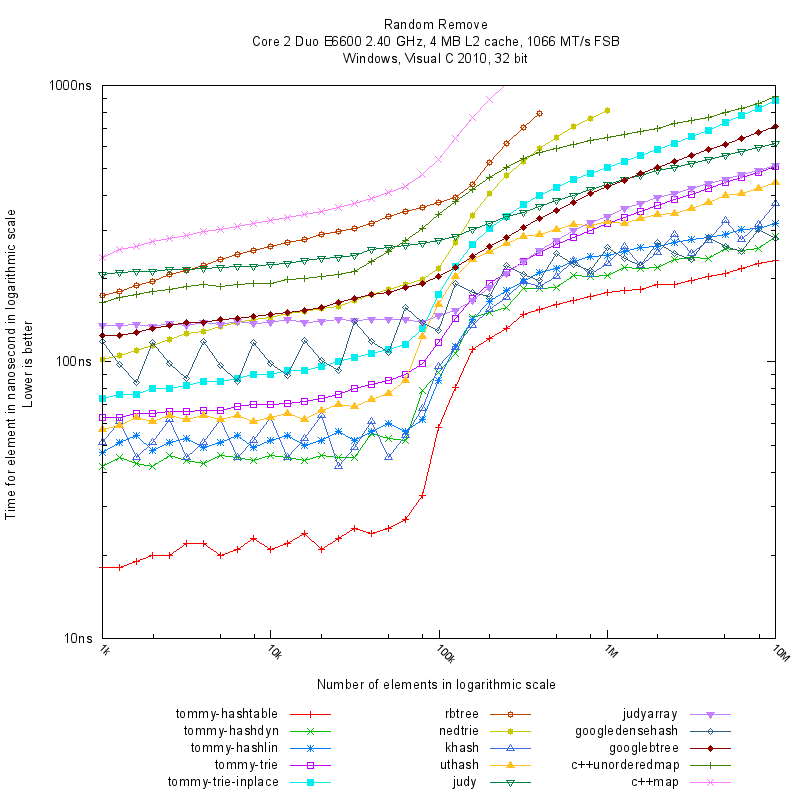 Random Remove
Core 2 Duo E6600 2.40 GHz, 4 MB L2 cache, 1066 MT/s FSB
Windows, Visual C 2010, 32 bit
1000ns
100ns
10ns
Time for element in nanosecond in logarithmic scale
Lower is better
1k
10k
100k
1M
10M
Number of elements in logarithmic scale
tommy-hashtable
tommy-hashdyn
tommy-hashlin
tommy-trie
tommy-trie-inplace
rbtree
nedtrie
khash
uthash
judy
judyarray
googledensehash
googlebtree
c++unorderedmap
c++map